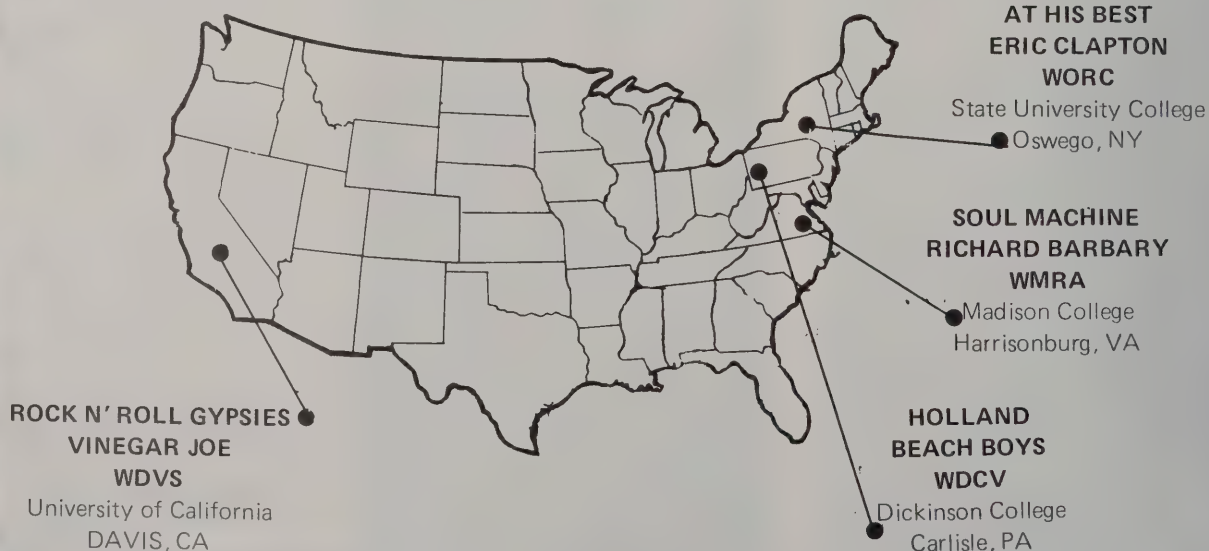 AT HIS BEST
ERIC CLAPTON
WORC
State University College
Oswego, NY
SOUL MACHINE
RICHARD BARBARY
WMRA
Madison College
Harrisonburg, VA
ROCK N' ROLL GYPSIES
VINEGAR JOE
WDVS
University of California
DAVIS, CA
HOLLAND
BEACH BOYS
WDCV
Dickinson College
Carlisle, PA